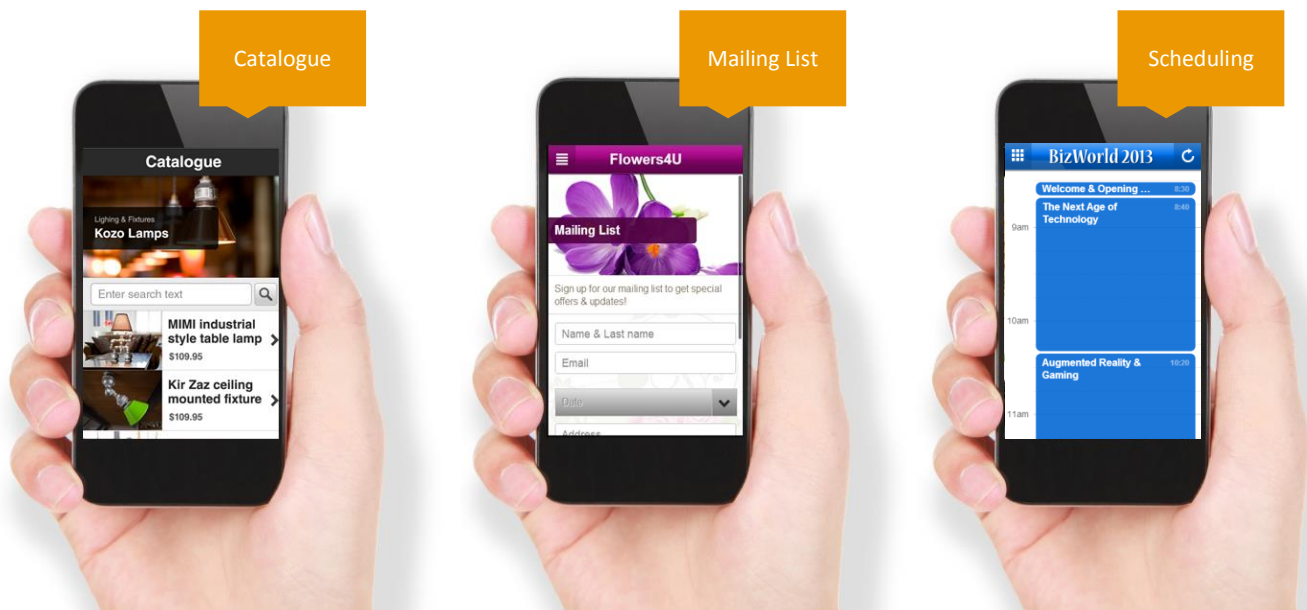 Catalogue
Catalogue
Lighing & Fixtures
Kozo Lamps
Enter search text
MIMI industrial
style table lamp
$109.95
Kir Zaz ceiling
mounted fixture
$109.95
Mailing List
Flowers4U
Mailing List
Sign up for our mailing list to get special
offers & updates!
Name & Last name
Email
Date
Address
Scheduling
BizWorld 2013
Welcome & Opening ... 8:30
The Next Age of 8:40
Technology
9am
10am
Augmented Reality & 10:20
Gaming
11am